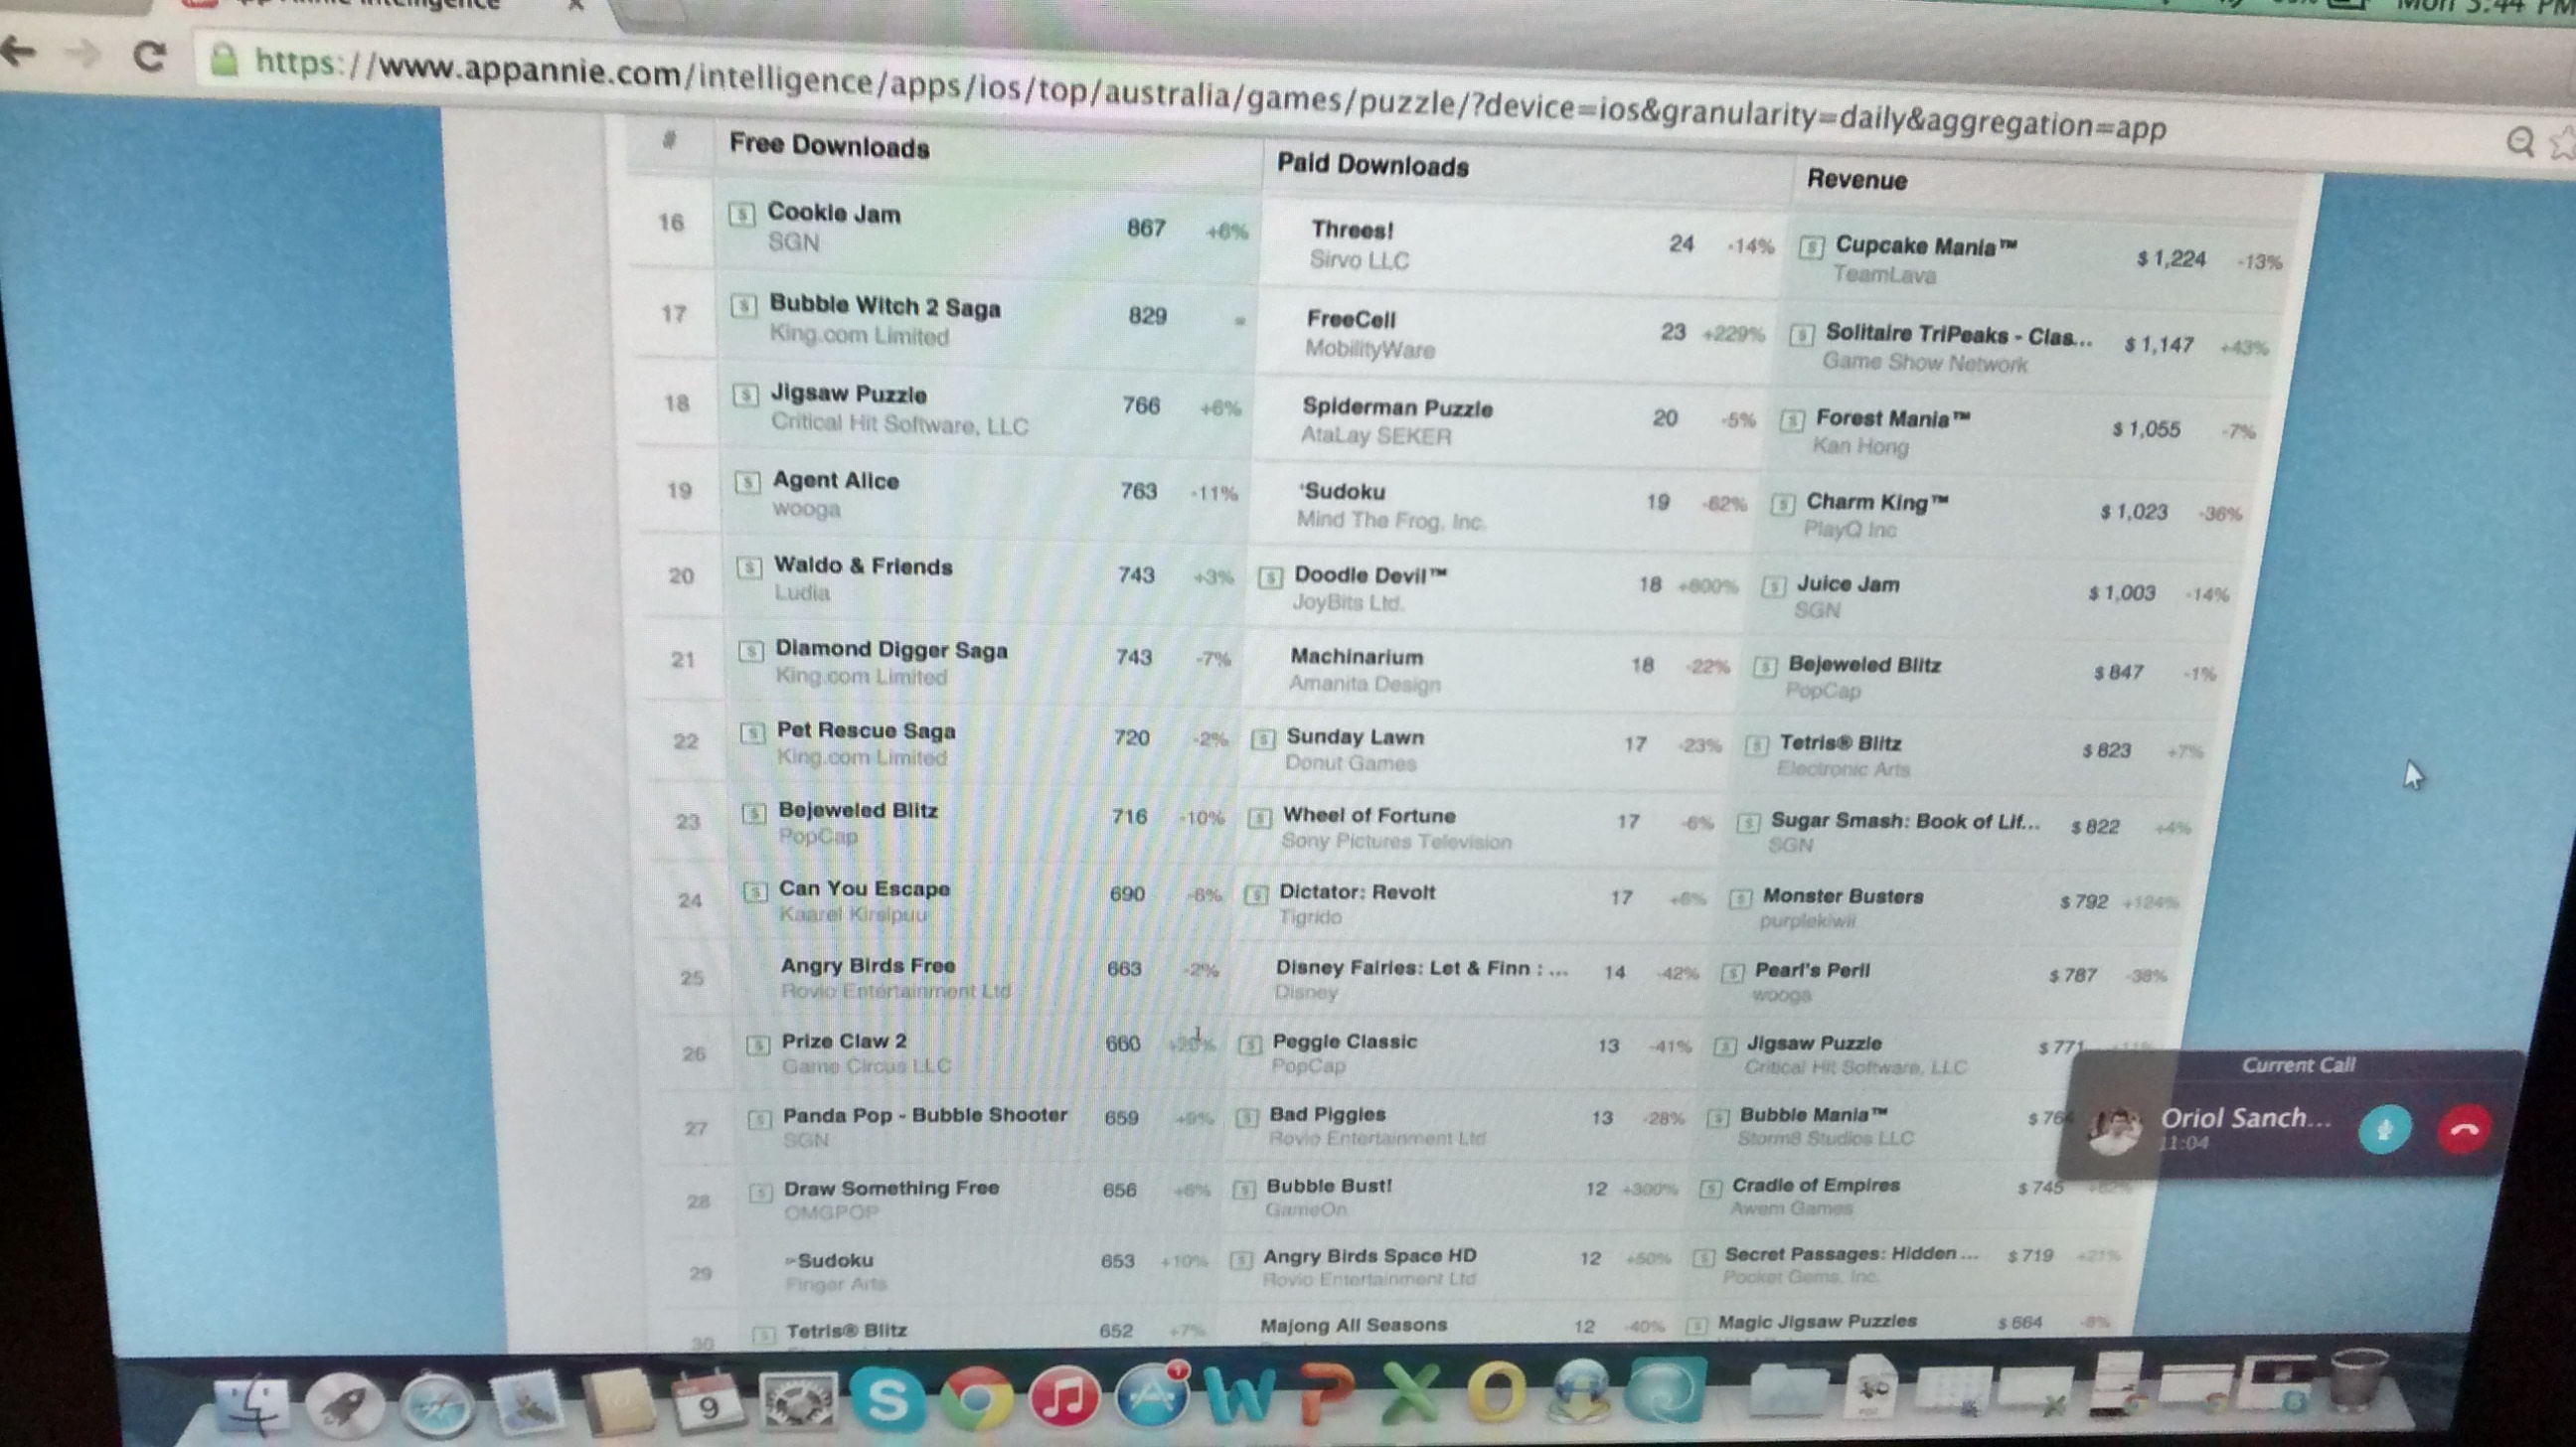 Mon 5:44 PM
https://www.appannie.com/intelligence/apps/ios/top/australia/games/puzzle/?device=ios&granularity=daily&aggregation=app
# Free Downloads Paid Downloads Revenue
16 Cookie Jam 867 +6% Threes! 24 -14% Cupcake Mania™ $ 1,224 -13%
SGN Sirvo LLC TeamLava
17 Bubble Witch 2 Saga 829 = FreeCell 23 +229% Solitaire TriPeaks - Clas... $ 1,147 +43%
King.com Limited MobilityWare Game Show Network
18 Jigsaw Puzzle 766 +6% Spiderman Puzzle 20 -5% Forest Mania™ $ 1,055 -7%
Critical Hit Software, LLC AtaLay SEKER Kan Hong
19 Agent Alice 763 -11% 'Sudoku 19 -62% Charm King™ $ 1,023 -36%
wooga Mind The Frog, Inc. PlayQ Inc
20 Waldo & Friends 743 +3% Doodle Devil™ 18 +800% Juice Jam $ 1,003 -14%
Ludia JoyBits Ltd. SGN
21 Diamond Digger Saga 743 -7% Machinarium 18 -22% Bejeweled Blitz $ 847 -1%
King.com Limited Amanita Design PopCap
22 Pet Rescue Saga 720 -2% Sunday Lawn 17 -23% Tetris® Blitz $ 823 +7%
King.com Limited Donut Games Electronic Arts
23 Bejeweled Blitz 716 -10% Wheel of Fortune 17 -6% Sugar Smash: Book of Lif... $ 822 +4%
PopCap Sony Pictures Television SGN
24 Can You Escape 690 -6% Dictator: Revolt 17 +6% Monster Busters $ 792 +124%
Kaarel Kirsipuu Tigrido purplekiwii
25 Angry Birds Free 663 -2% Disney Fairies: Let & Finn : ... 14 -42% Pearl's Peril $ 787 -38%
Rovio Entertainment Ltd Disney wooga
26 Prize Claw 2 660 Peggle Classic 13 -41% Jigsaw Puzzle $ 771
Game Circus LLC PopCap Critical Hit Software, LLC
Current Call
27 Panda Pop - Bubble Shooter 659 +9% Bad Piggies 13 -28% Bubble Mania™ $ 764
SGN Rovio Entertainment Ltd Storm8 Studios LLC
Oriol Sanch...
11:04
28 Draw Something Free 656 +6% Bubble Bust! 12 +300% Cradle of Empires $ 745
OMGPOP GameOn Awem Games
29 Sudoku 653 +10% Angry Birds Space HD 12 +50% Secret Passages: Hidden ... $ 719 +21%
Finger Arts Rovio Entertainment Ltd Pocket Gems, Inc.
30 Tetris® Blitz 652 +7% Majong All Seasons 12 -40% Magic Jigsaw Puzzles $ 664 -8%
9